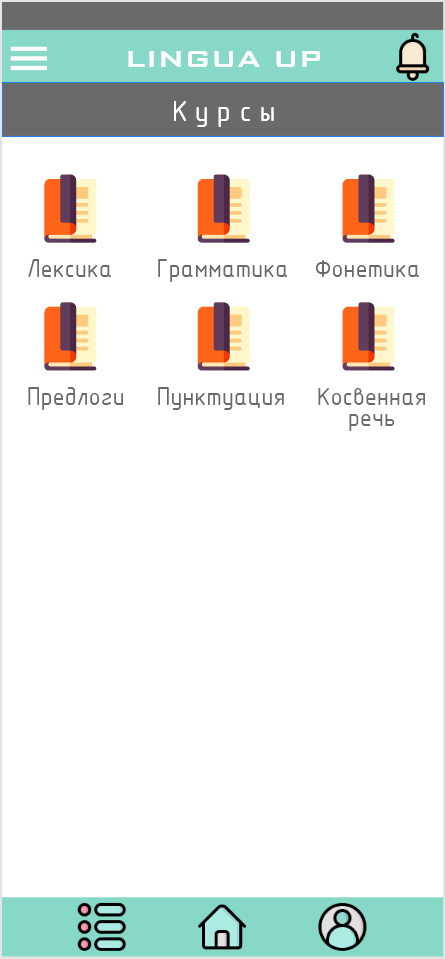 LINGUA UP
Курсы
Лексика Грамматика Фонетика
Предлоги Пунктуация Косвенная
речь